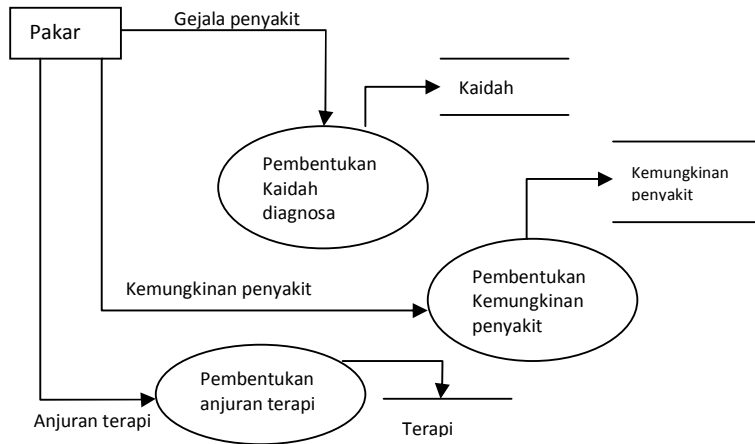 Gejala penyakit
Pakar
Kaidah
Pembentukan
Kaidah
diagnosa
Kemungkinan
penyakit
Kemungkinan penyakit
Pembentukan
Kemungkinan
penyakit
Pembentukan
anjuran terapi
Anjuran terapi
Terapi